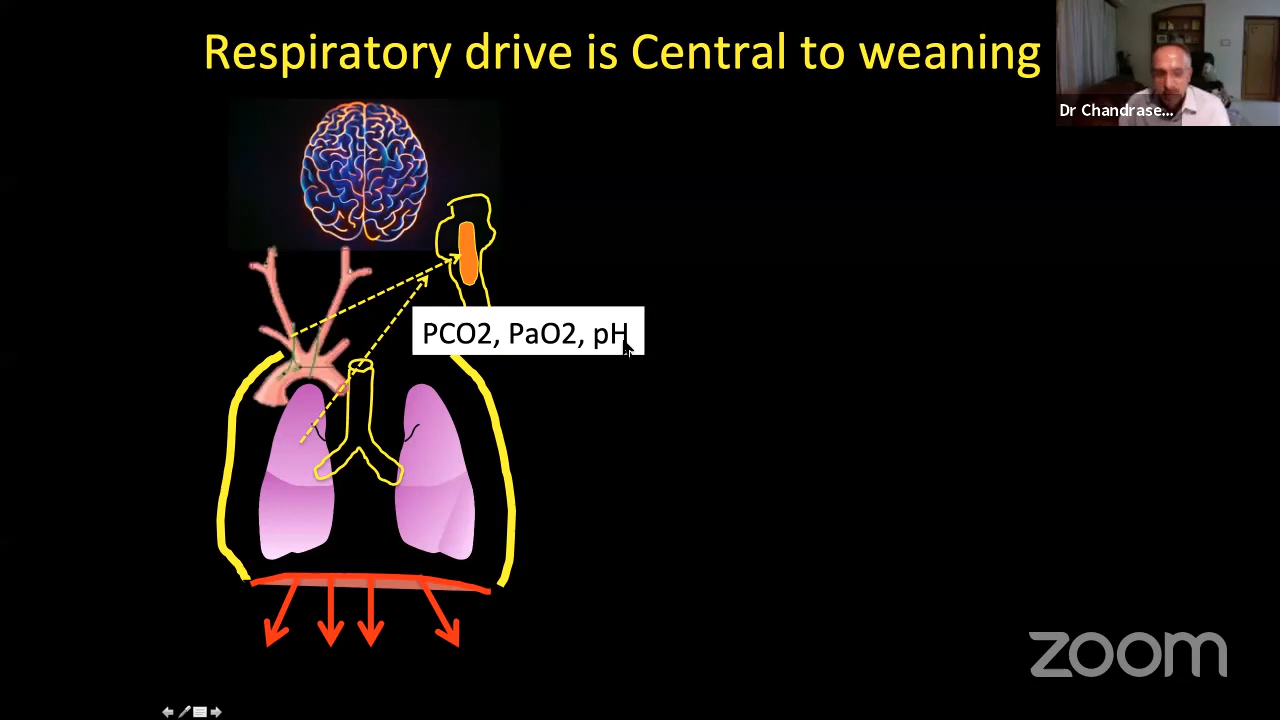 Respiratory drive is Central to weaning
Dr Chandrase...
PCO2, PaO2, pH
zoom